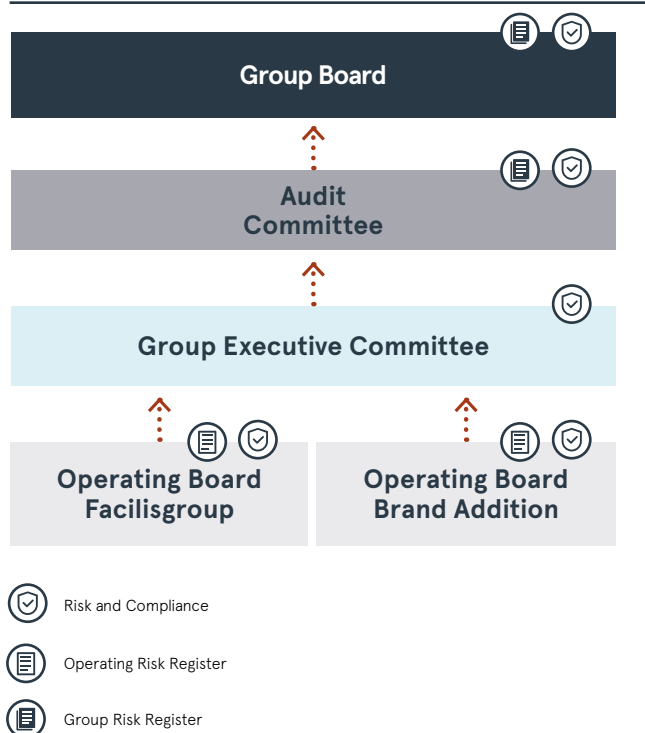 Group Board
Audit
Committee
Group Executive Committee
Operating Board
Facilisgroup
Operating Board
Brand Addition
Risk and Compliance
Operating Risk Register
Group Risk Register